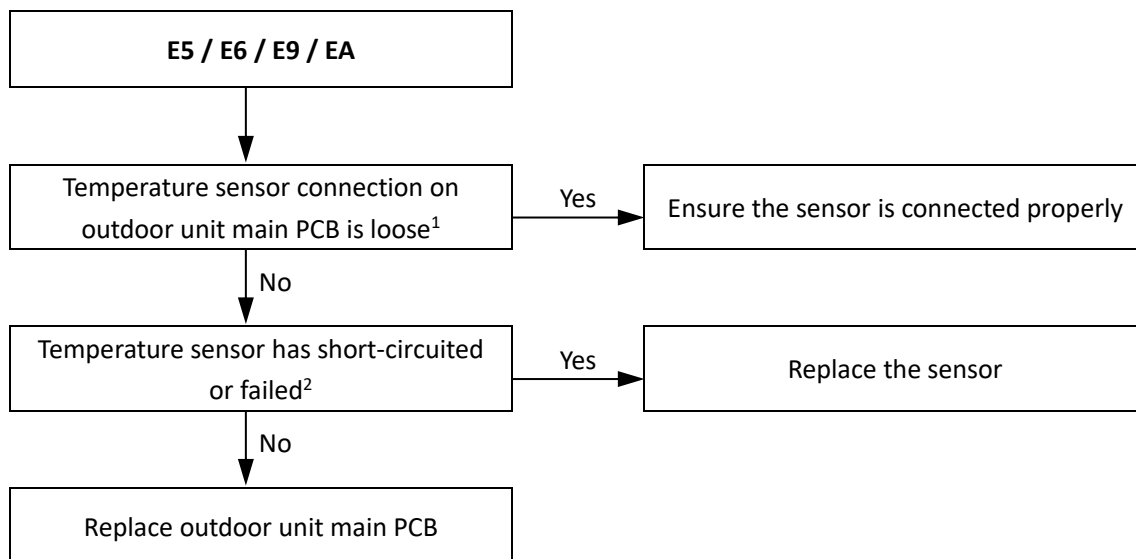 E5 / E6 / E9 / EA
Temperature sensor connection on
outdoor unit main PCB is loose1
Yes
Ensure the sensor is connected properly
No
Temperature sensor has short-circuited
or failed2
Yes
Replace the sensor
No
Replace outdoor unit main PCB